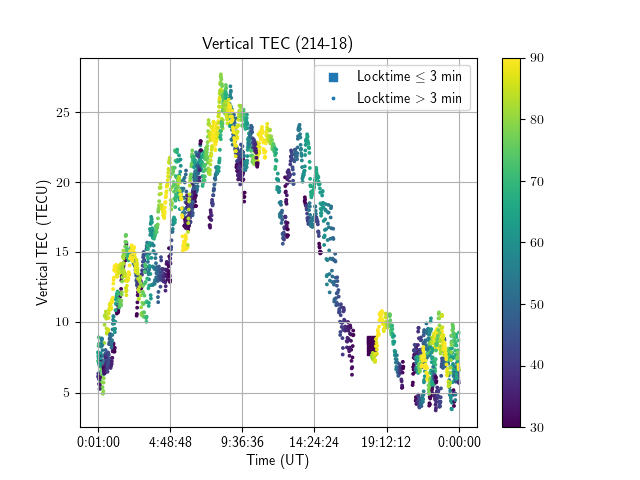 Vertical TEC (214-18)
Locktime ≤ 3 min
Locktime > 3 min
Vertical TEC (TECU)
25
20
15
10
5
0:01:00 4:48:48 9:36:36 14:24:24 19:12:12 0:00:00
Time (UT)
90
80
70
60
50
40
30